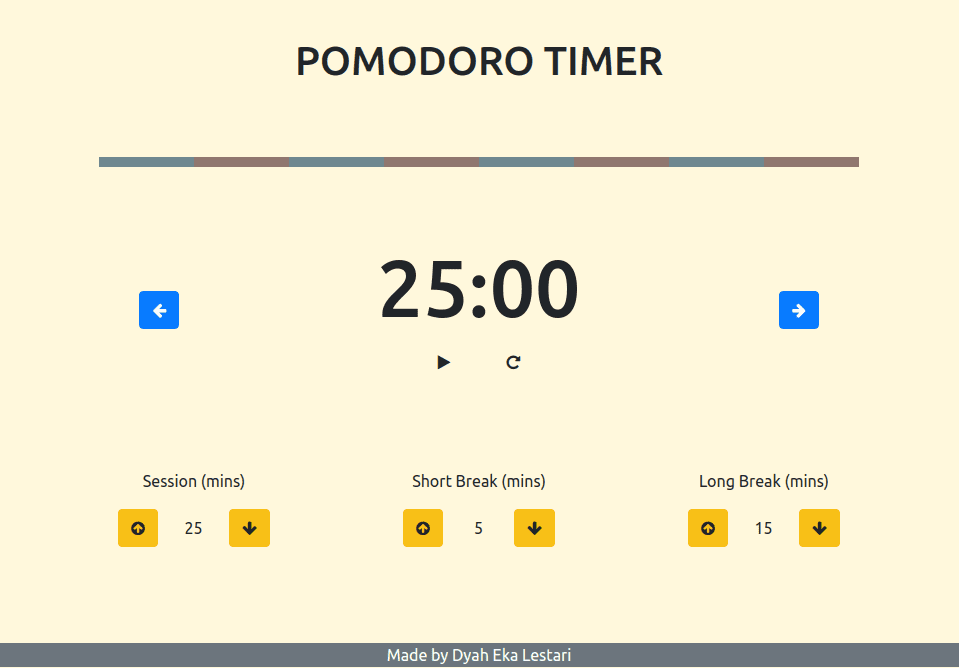 POMODORO TIMER
25:00
Session (mins)
Short Break (mins)
Long Break (mins)
25
5
15
Made by Dyah Eka Lestari